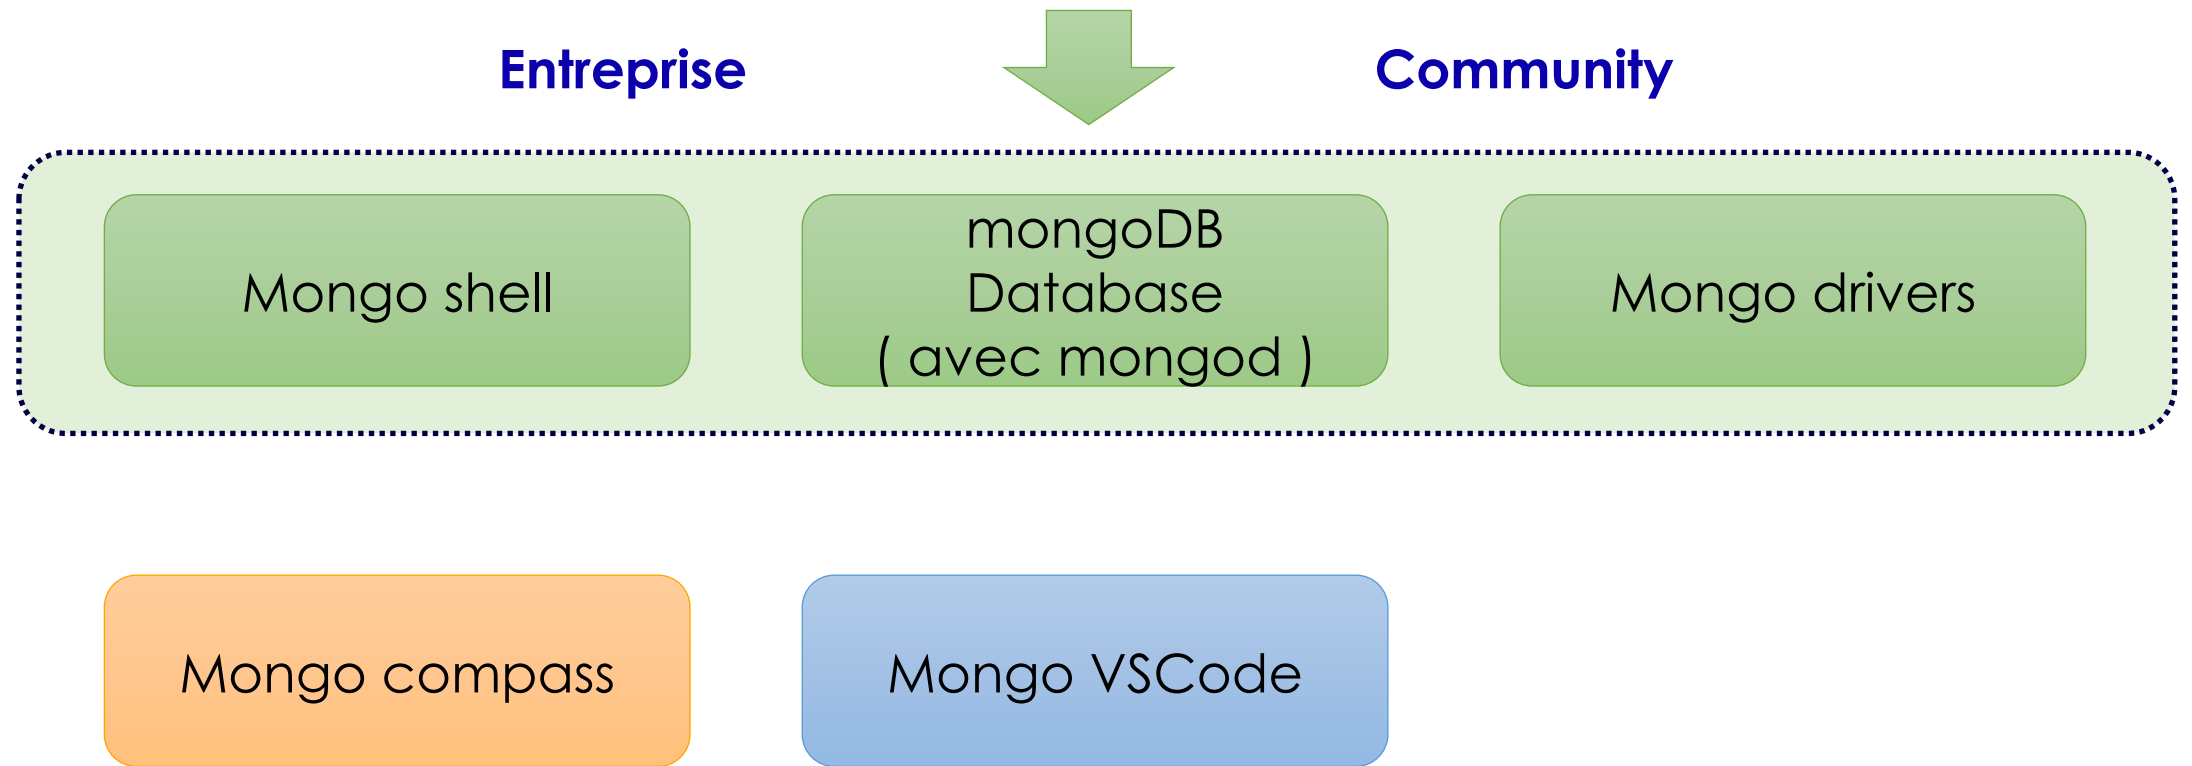 Entreprise
Community
Mongo shell
mongoDB
Database
( avec mongod )
Mongo drivers
Mongo compass
Mongo VSCode